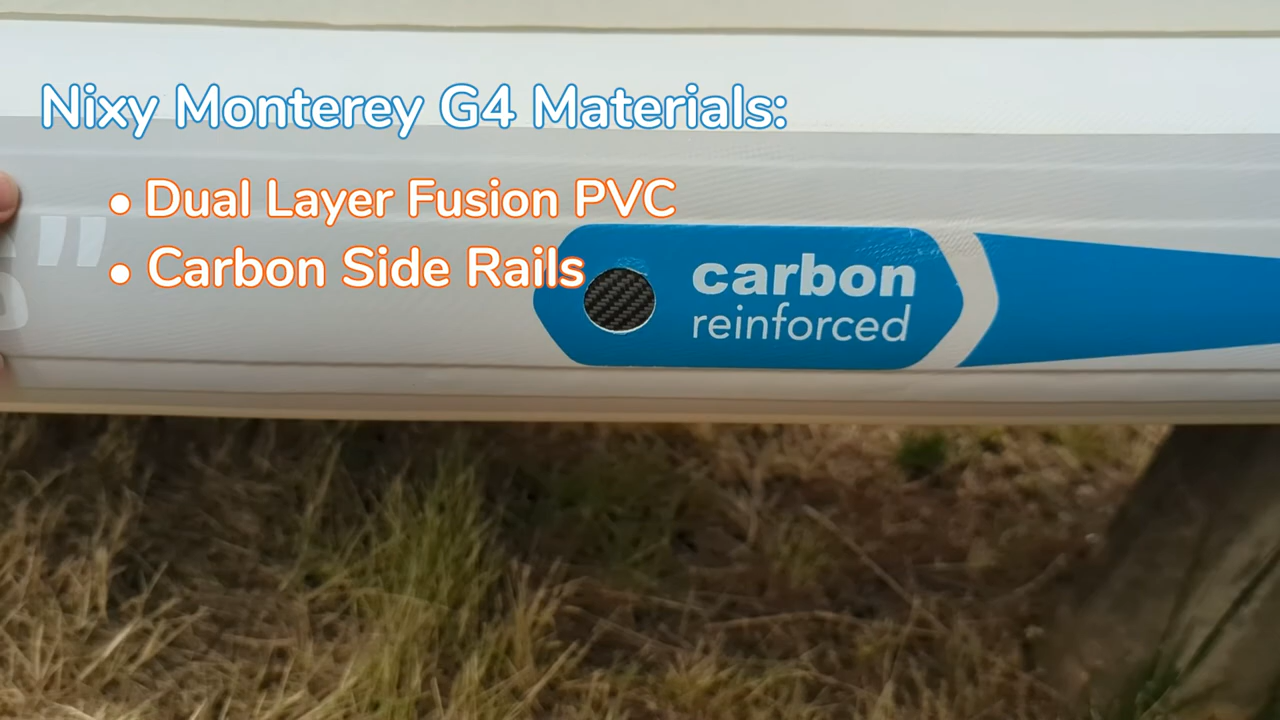 Nixy Monterey G4 Materials:
• Dual Layer Fusion PVC
• Carbon Side Rails
carbon
reinforced